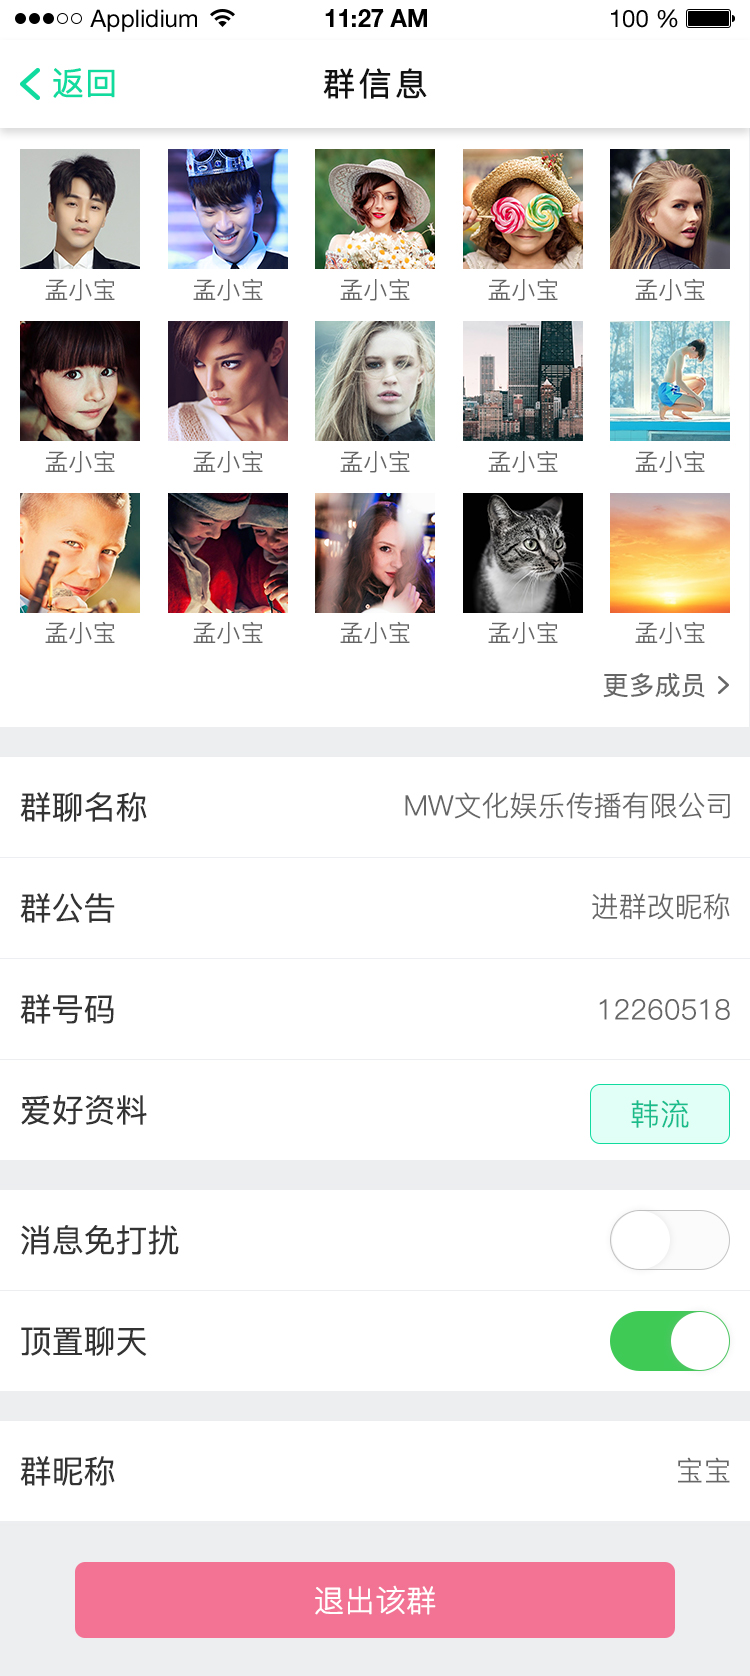 Applidium 11:27 AM 100 %
返回 群信息
孟小宝 孟小宝 孟小宝 孟小宝 孟小宝
孟小宝 孟小宝 孟小宝 孟小宝 孟小宝
孟小宝 孟小宝 孟小宝 孟小宝 孟小宝
更多成员
群聊名称 MW文化娱乐传播有限公司
群公告 进群改昵称
群号码 12260518
爱好资料 韩流
消息免打扰
顶置聊天
群昵称 宝宝
退出该群